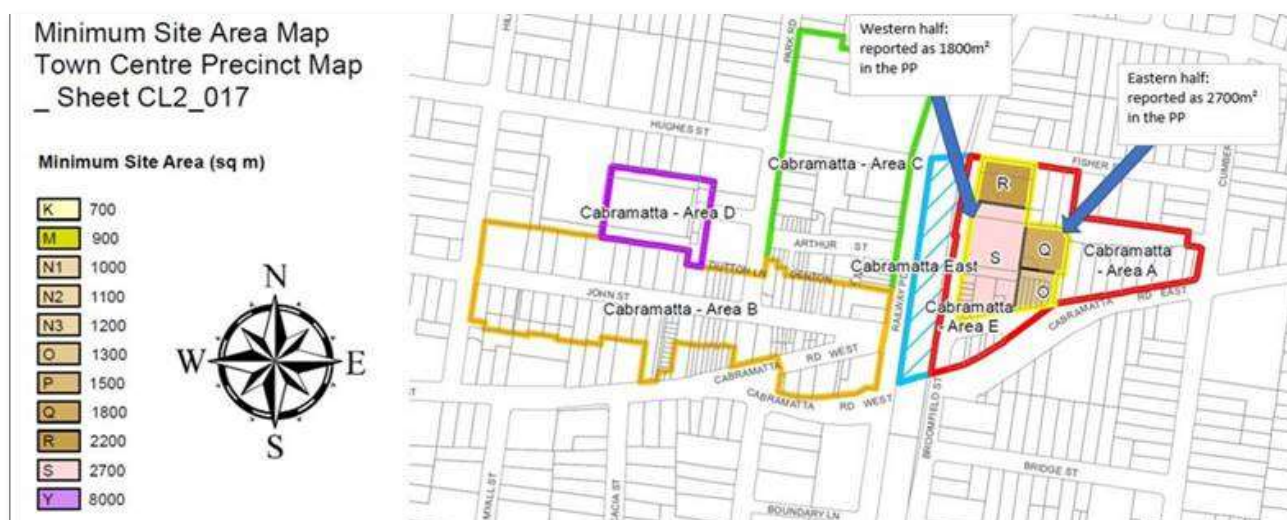 Minimum Site Area Map
Town Centre Precinct Map
_ Sheet CL2_017
Minimum Site Area (sq m)
K 700
M 900
N1 1000
N2 1100
N3 1200
O 1300
P 1500
Q 1800
R 2200
S 2700
Y 8000
N
W E
S
Western half:
reported as 1800m²
in the PP
Eastern half:
reported as 2700m²
in the PP
PARK RD
HUGHES ST
FISHER
Cabramatta - Area C
R
Cabramatta - Area D
ARTHUR ST
S
Q
Cabramatta
- Area A
Cabramatta East
DUTTON LN
JOHN ST
RAILWAY
O
Cabramatta - Area B
Cabramatta
- Area E
CABRAMATTA RD EAST
CABRAMATTA RD WEST
CABRAMATTA RD WEST
BROOMFIELD ST
BRIDGE ST
BOUNDARY LN